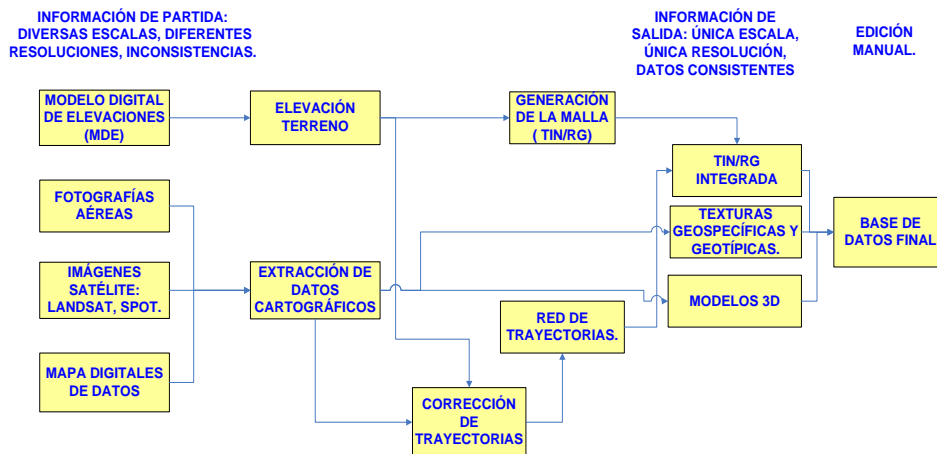 INFORMACIÓN DE PARTIDA:
DIVERSAS ESCALAS, DIFERENTES
RESOLUCIONES, INCONSISTENCIAS.
INFORMACIÓN DE
SALIDA: ÚNICA ESCALA,
ÚNICA RESOLUCIÓN,
DATOS CONSISTENTES
EDICIÓN
MANUAL.
MODELO DIGITAL
DE ELEVACIONES
(MDE)
ELEVACIÓN
TERRENO
GENERACIÓN
DE LA MALLA
( TIN/RG)
TIN/RG
INTEGRADA
FOTOGRAFÍAS
AÉREAS
TEXTURAS
GEOSPECÍFICAS Y
GEOTÍPICAS.
BASE DE
DATOS FINAL
IMÁGENES
SATÉLITE:
LANDSAT, SPOT.
EXTRACCIÓN DE
DATOS
CARTOGRÁFICOS
MODELOS 3D
RED DE
TRAYECTORIAS.
MAPA DIGITALES
DE DATOS
CORRECCIÓN
DE
TRAYECTORIAS